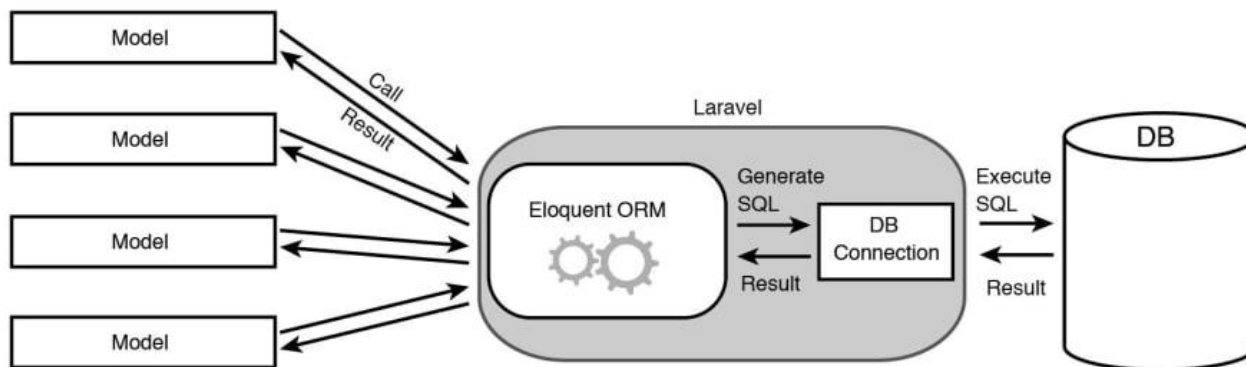 Model
Call
Result
Model
Model
Model
Laravel
Eloquent ORM
Generate
SQL
Result
DB
Connection
Execute
SQL
Result
DB